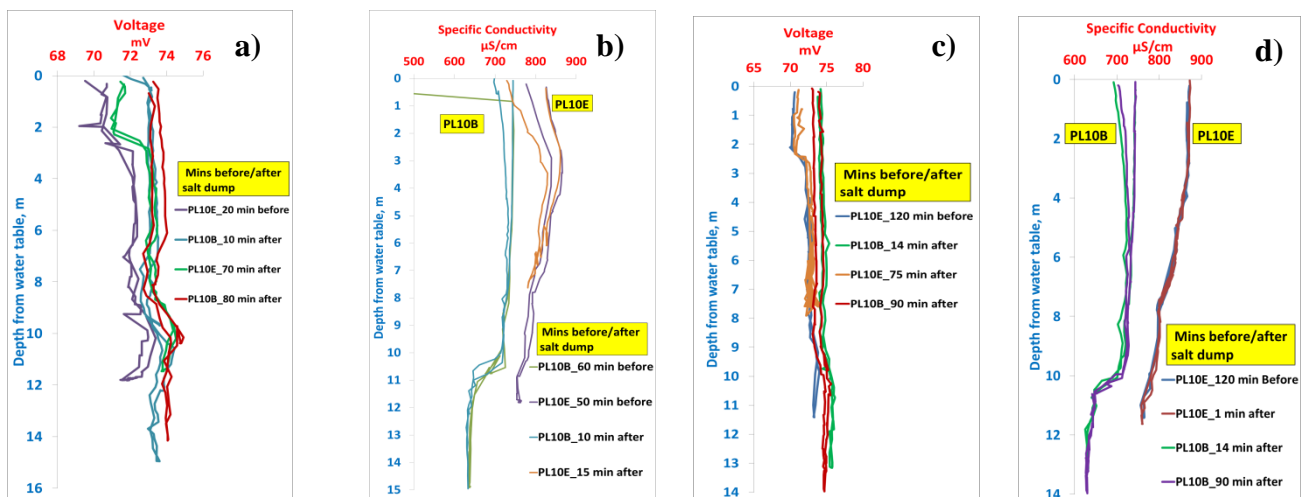 Voltage
mV
a)
68 70 72 74 76
0
2
4
6
8
10
12
14
16
Depth from water table, m
Mins before/after
salt dump
PL10E_20 min before
PL10B_10 min after
PL10E_70 min after
PL10B_80 min after
Specific Conductivity
µS/cm
b)
500 600 700 800 900
0
1
2
3
4
5
6
7
8
9
10
11
12
13
14
15
Depth from water table, m
PL10B
PL10E
Mins before/after
salt dump
PL10B_60 min before
PL10E_50 min before
PL10B_10 min after
PL10E_15 min after
Voltage
mV
c)
65 70 75 80
0
1
2
3
4
5
6
7
8
9
10
11
12
13
14
Depth from water table, m
Mins before/after
salt dump
PL10E_120 min before
PL10B_14 min after
PL10E_75 min after
PL10B_90 min after
Specific Conductivity
µS/cm
d)
600 700 800 900
0
2
4
6
8
10
12
14
Depth from water table, m
PL10B
PL10E
Mins before/after
salt dump
PL10E_120 min Before
PL10E_1 min after
PL10B_14 min after
PL10B_90 min after